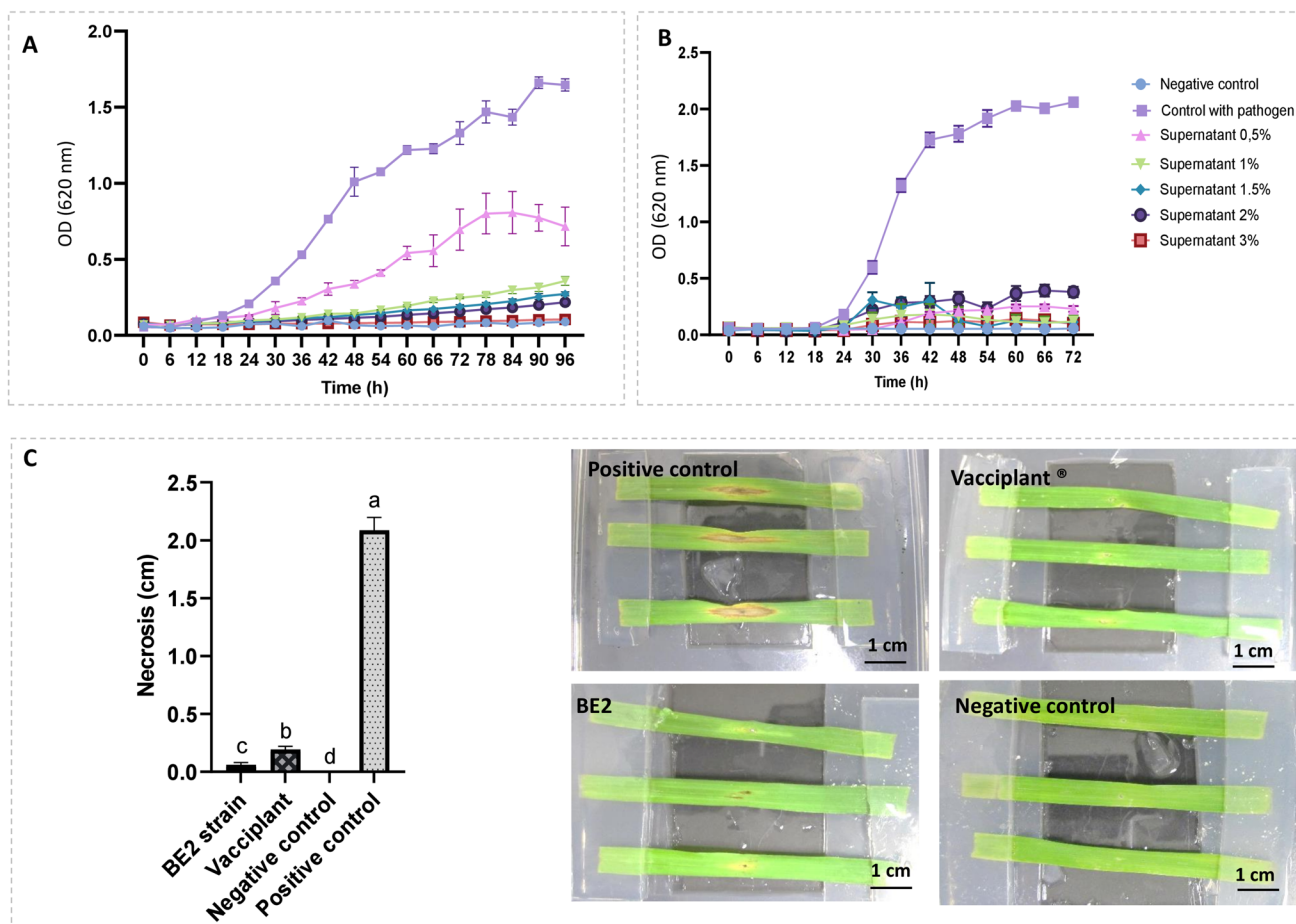 A
2.0
1.5
1.0
0.5
0.0
OD (620 nm)
0 6 12 18 24 30 36 42 48 54 60 66 72 78 84 90 96
Time (h)
B
2.5
2.0
1.5
1.0
0.5
0.0
OD (620 nm)
0 6 12 18 24 30 36 42 48 54 60 66 72
Time (h)
Negative control
Control with pathogen
Supernatant 0,5%
Supernatant 1%
Supernatant 1.5%
Supernatant 2%
Supernatant 3%
C
2.5
2.0
1.5
1.0
0.5
0.0
Necrosis (cm)
c
b
d
a
BE2 strain
Vacciplant
Negative control
Positive control
Positive control
1 cm
Vacciplant ®
1 cm
BE2
1 cm
Negative control
1 cm